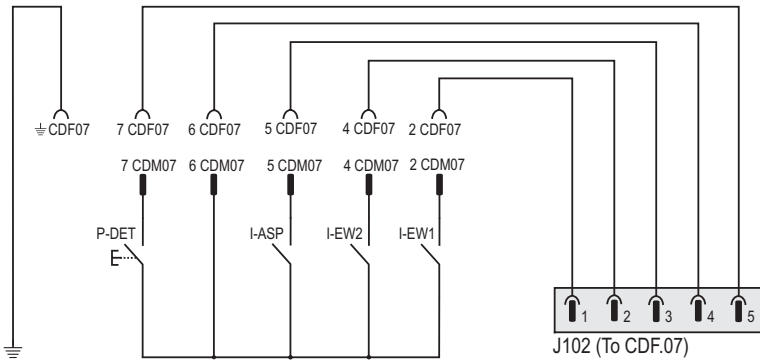 CDF07 7 CDF07 6 CDF07 5 CDF07 4 CDF07 2 CDF07
7 CDM07 6 CDM07 5 CDM07 4 CDM07 2 CDM07
P-DET I-ASP I-EW2 I-EW1
1 2 3 4 5
J102 (To CDF.07)